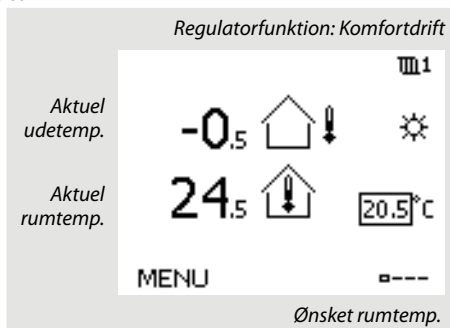 Regulatorfunktion: Komfortdrift
1
Aktuel
udetemp.
-0.5
Aktuel
rumtemp.
24.5
20.5°C
MENU
Ønsket rumtemp.